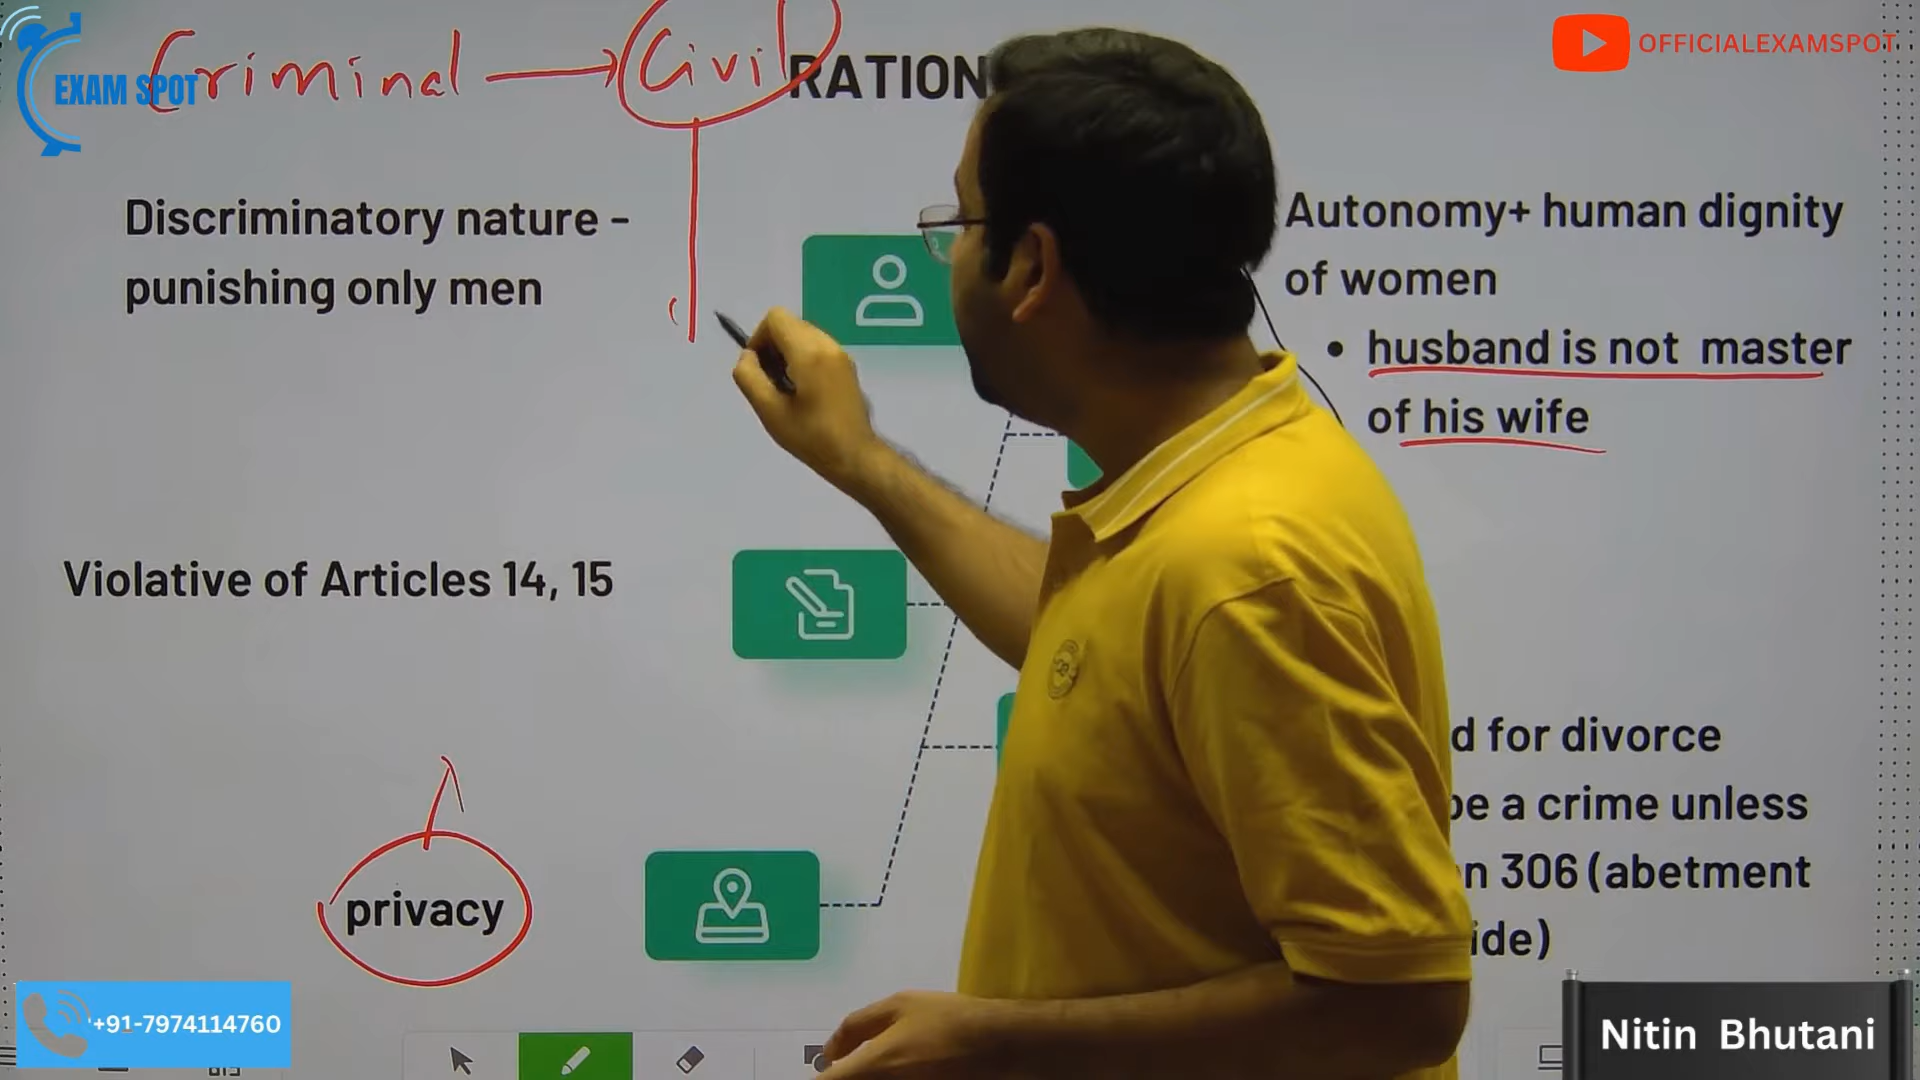 Criminal → Civil
EXAM SPOT
RATION
OFFICIALEXAMSPOT
Discriminatory nature -
punishing only men
Autonomy+ human dignity
of women
• husband is not master
of his wife
Violative of Articles 14, 15
d for divorce
be a crime unless
n 306 (abetment
ide)
privacy
+91-7974114760
Nitin Bhutani